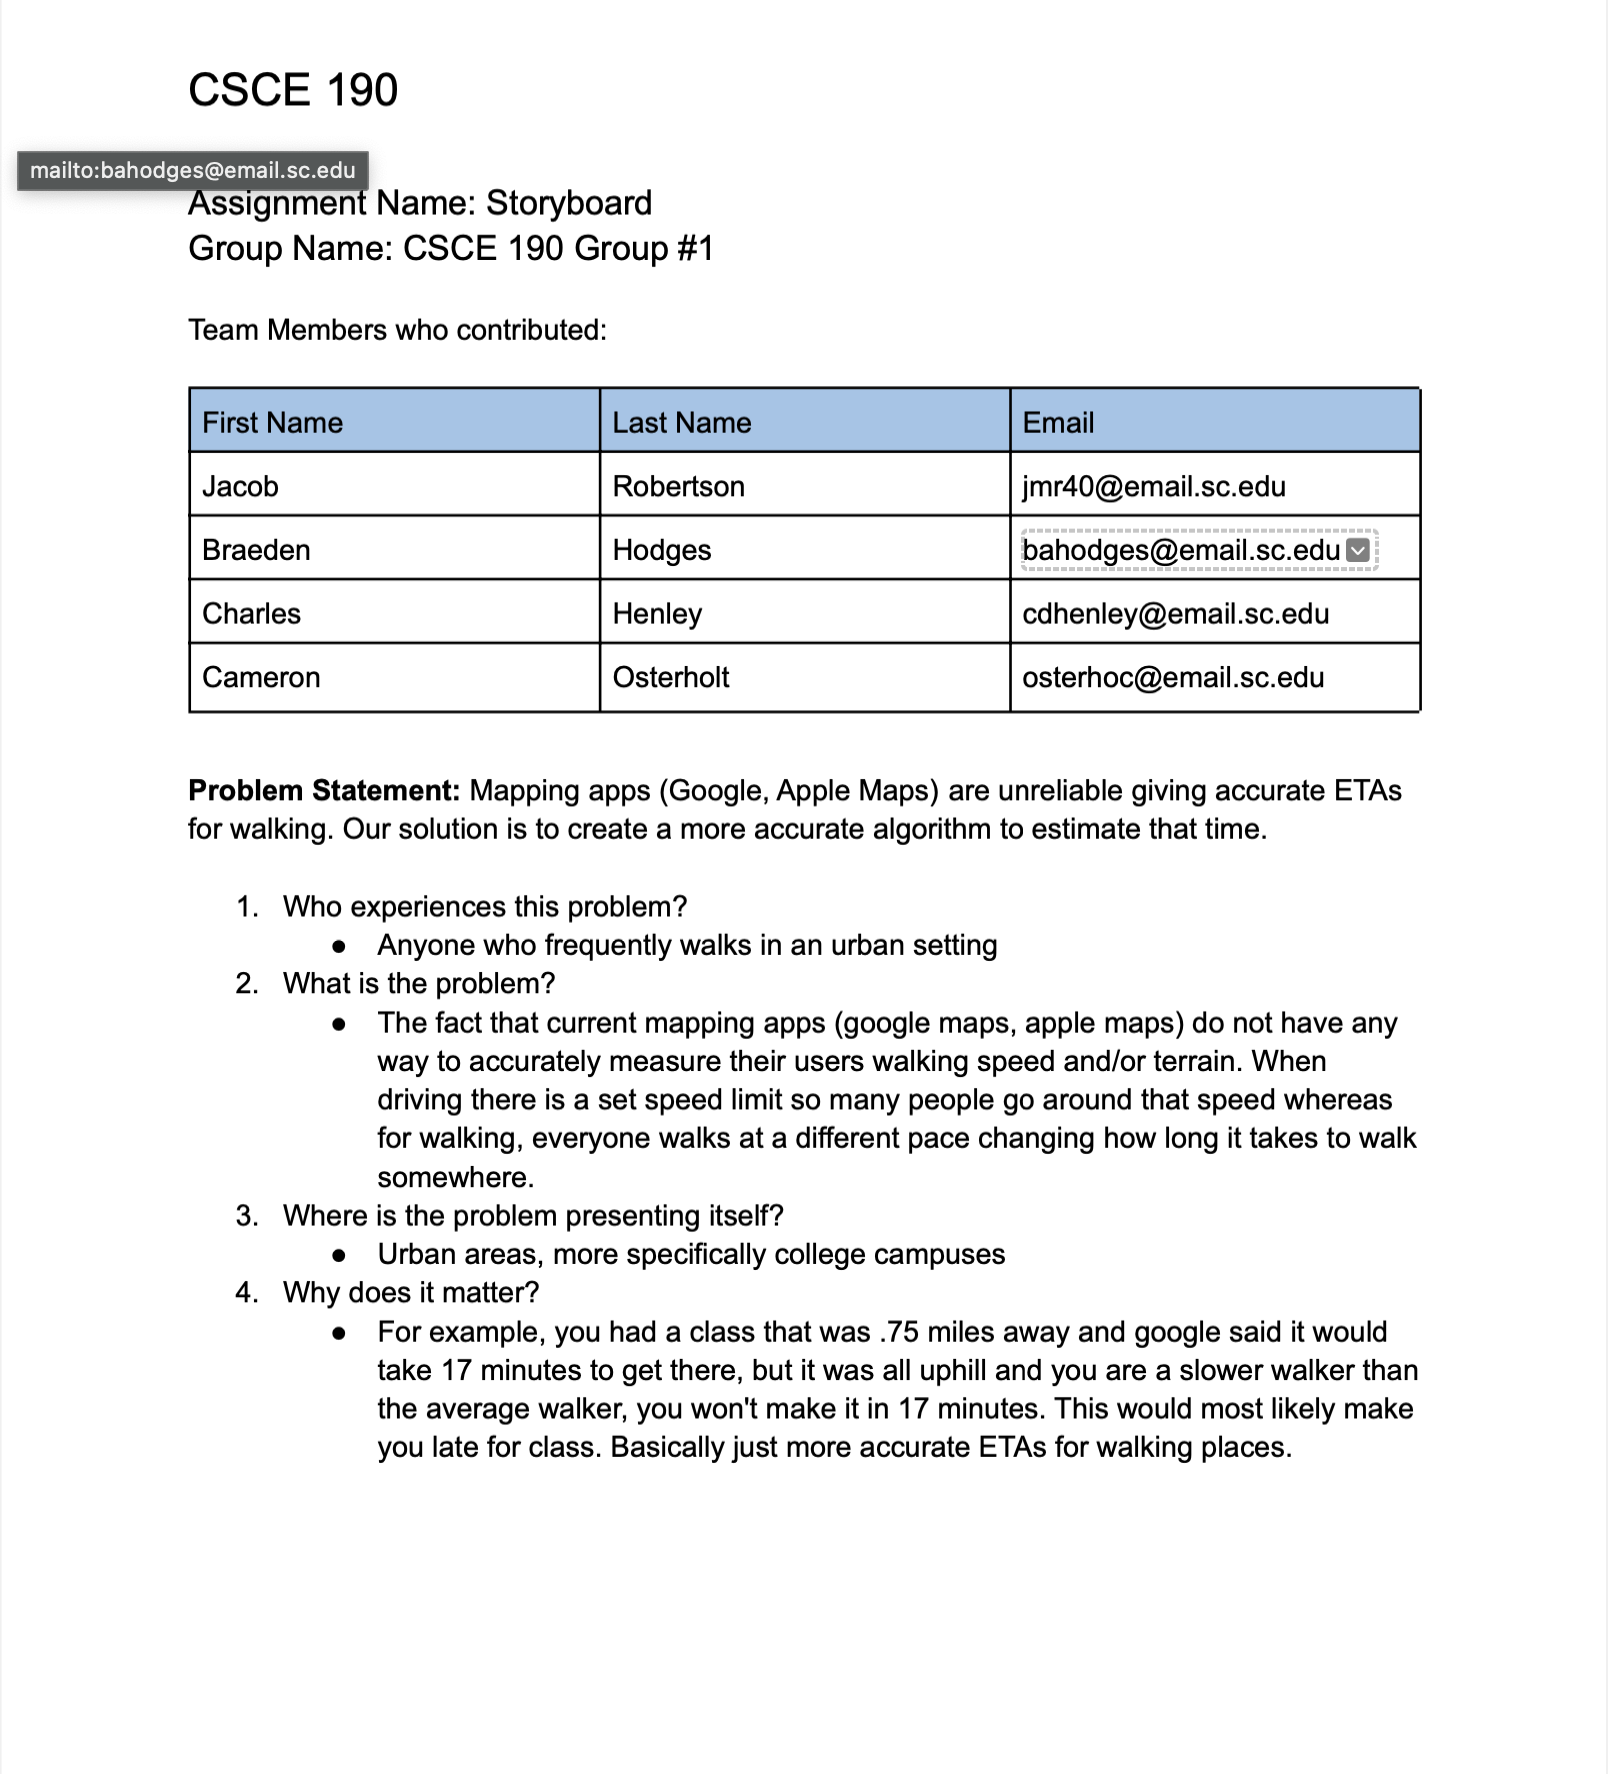 CSCE 190
mailto:bahodges@email.sc.edu
Assignment Name: Storyboard
Group Name: CSCE 190 Group #1
Team Members who contributed:
First Name Last Name Email
Jacob Robertson jmr40@email.sc.edu
Braeden Hodges bahodges@email.sc.edu
Charles Henley cdhenley@email.sc.edu
Cameron Osterholt osterhoc@email.sc.edu
Problem Statement: Mapping apps (Google, Apple Maps) are unreliable giving accurate ETAs
for walking. Our solution is to create a more accurate algorithm to estimate that time.
1. Who experiences this problem?
● Anyone who frequently walks in an urban setting
2. What is the problem?
● The fact that current mapping apps (google maps, apple maps) do not have any
way to accurately measure their users walking speed and/or terrain. When
driving there is a set speed limit so many people go around that speed whereas
for walking, everyone walks at a different pace changing how long it takes to walk
somewhere.
3. Where is the problem presenting itself?
● Urban areas, more specifically college campuses
4. Why does it matter?
● For example, you had a class that was .75 miles away and google said it would
take 17 minutes to get there, but it was all uphill and you are a slower walker than
the average walker, you won't make it in 17 minutes. This would most likely make
you late for class. Basically just more accurate ETAs for walking places.